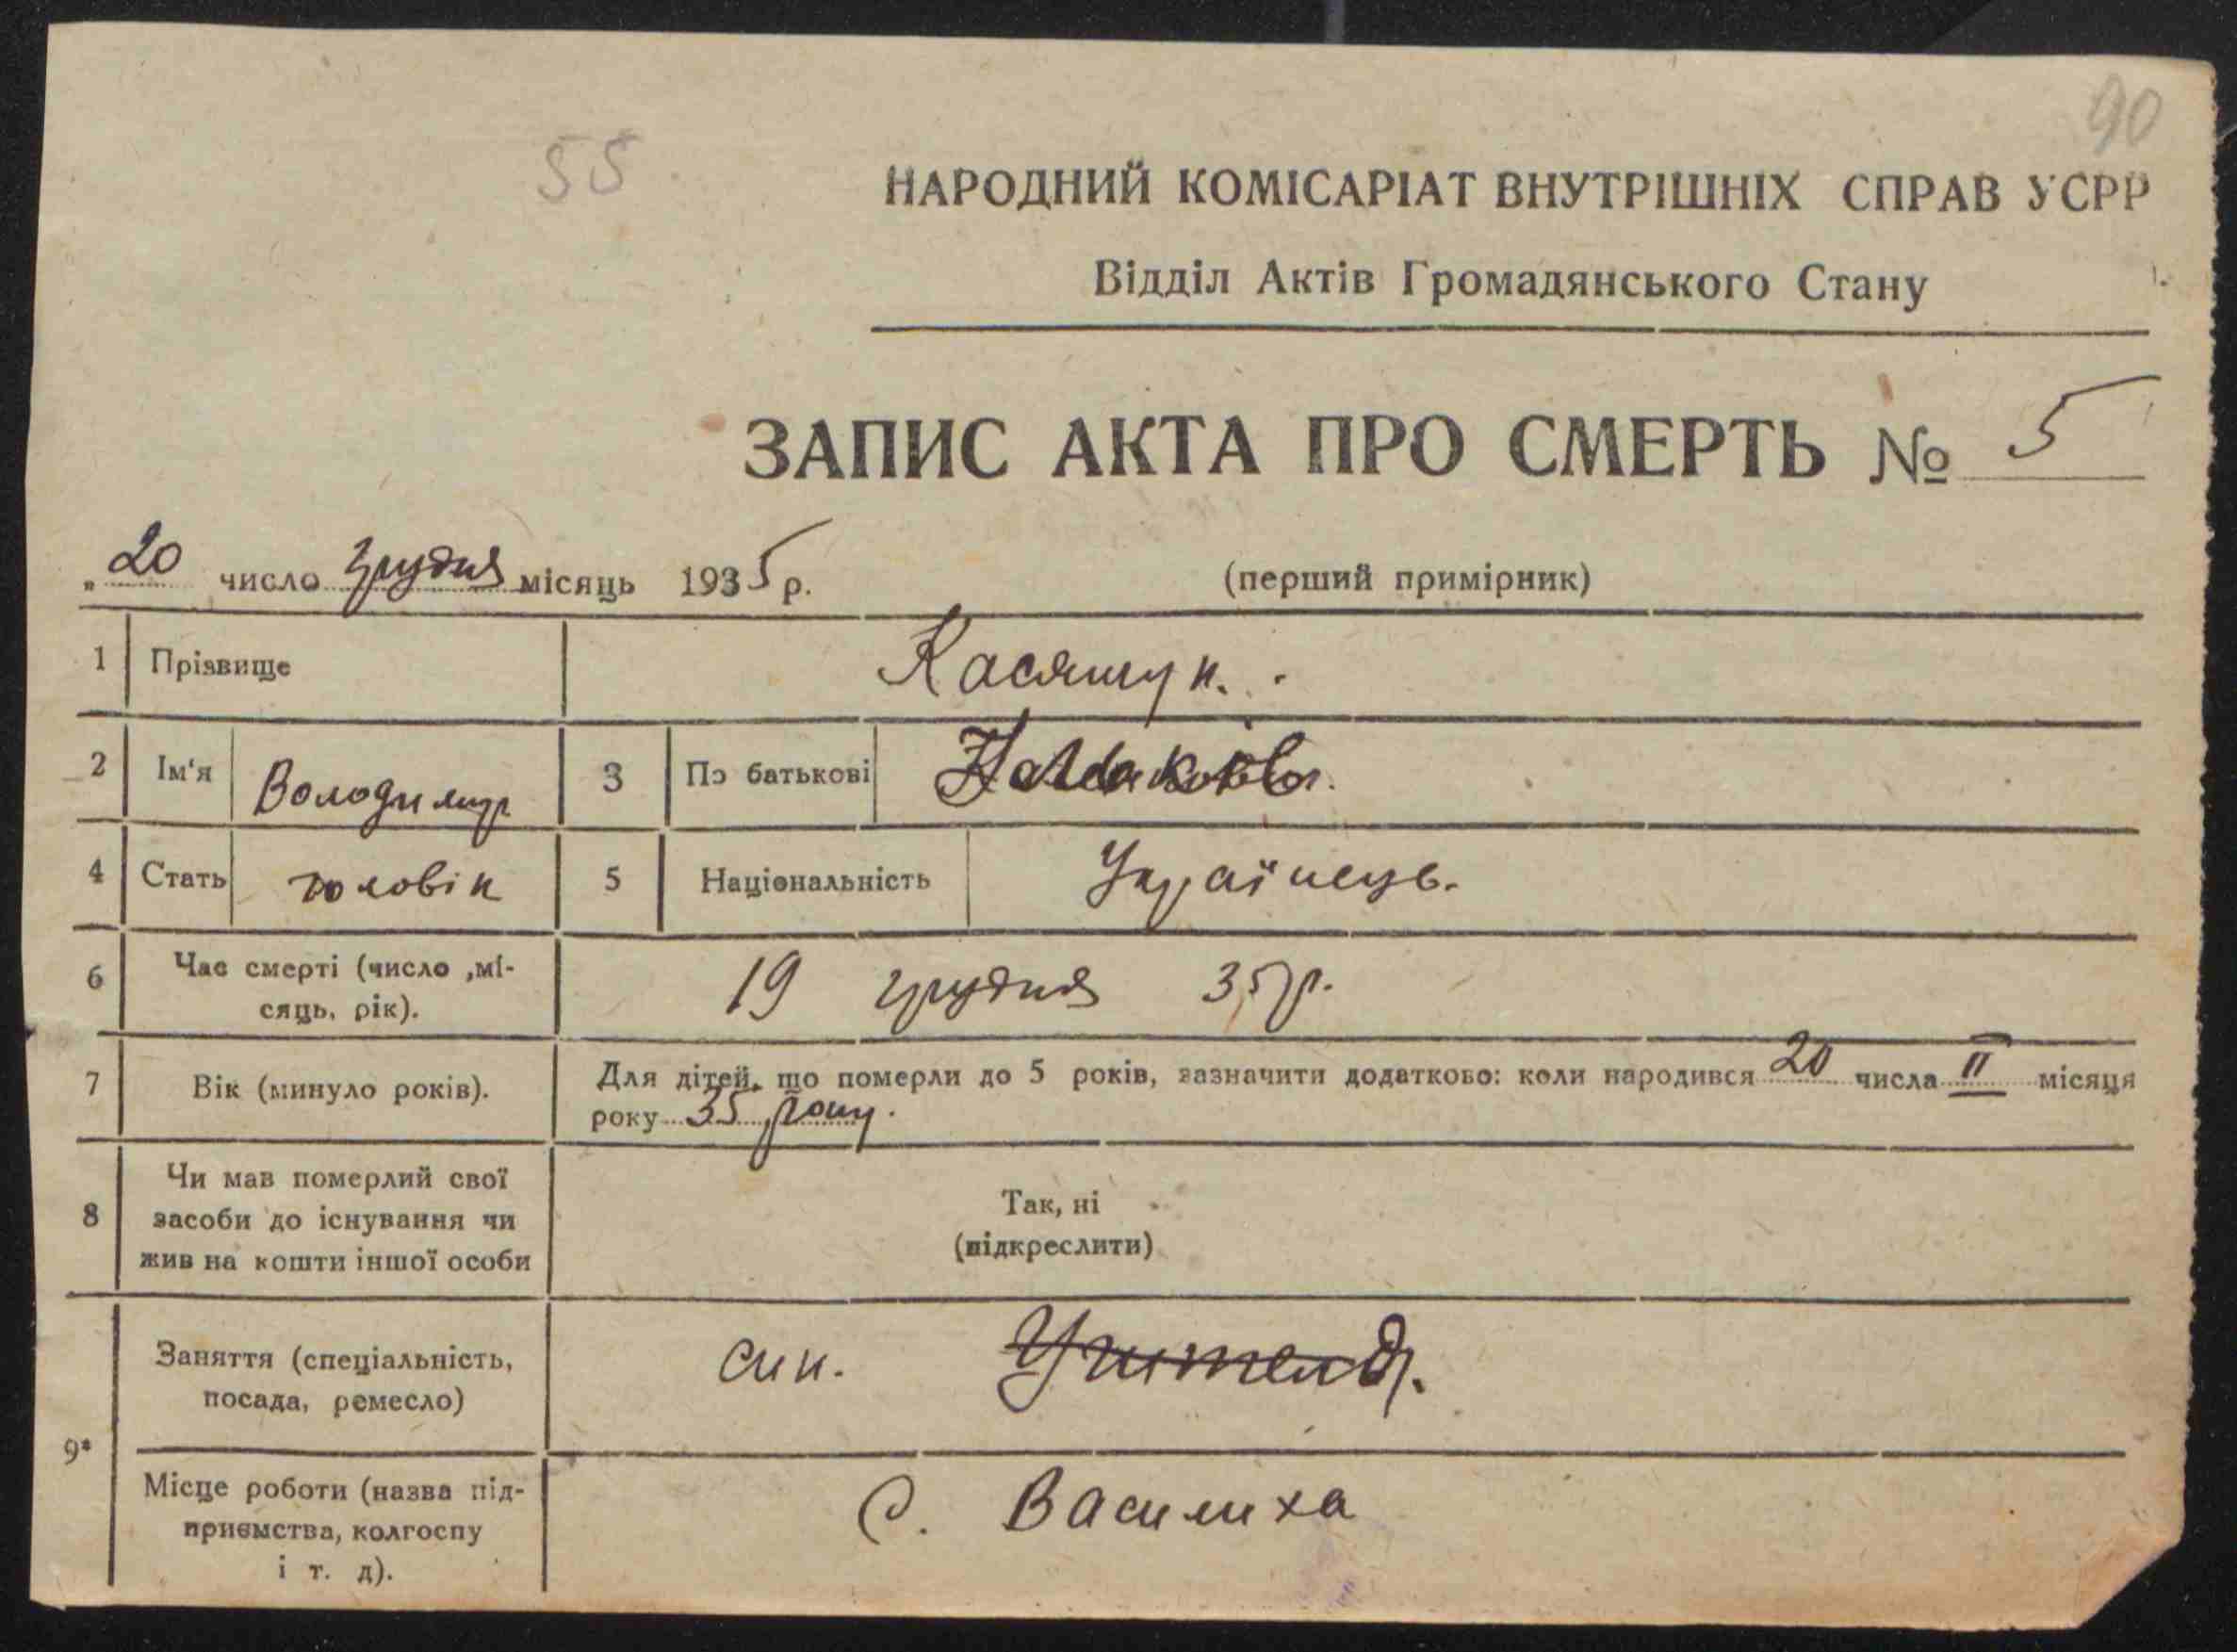 90
55
НАРОДНИЙ КОМІСАРІАТ ВНУТРІШНІХ СПРАВ УСРР
Відділ Актів Громадянського Стану
ЗАПИС АКТА ПРО СМЕРТЬ № 5
„ 20 число грудня місяць 1935 р. (перший примірник)
1 Прізвище Касяшук.
2 Ім'я Володимир 3 По батькові
4 Стать чоловік 5 Національність Українець.
6 Час смерті (число ,мі-
сяць, рік). 19 грудня 35 р.
7 Вік (минуло років). Для дітей, що померли до 5 років, зазначити додатково: коли народився 20 числа II місяця
року 35 року.
8 Чи мав померлий свої
засоби до існування чи
жив на кошти іншої особи
Так, ні
(підкреслити)
9* Заняття (спеціальність,
посада, ремесло) син.
Місце роботи (назва під-
приємства, колгоспу
і т. д).
С. Василиха